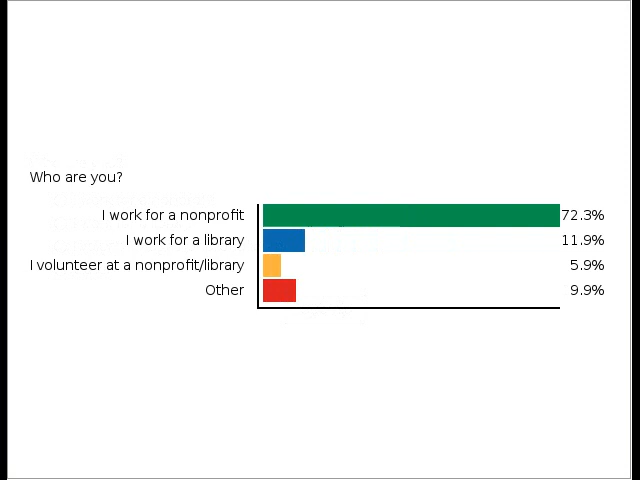 Who are you?
I work for a nonprofit 72.3%
I work for a library 11.9%
I volunteer at a nonprofit/library 5.9%
Other 9.9%